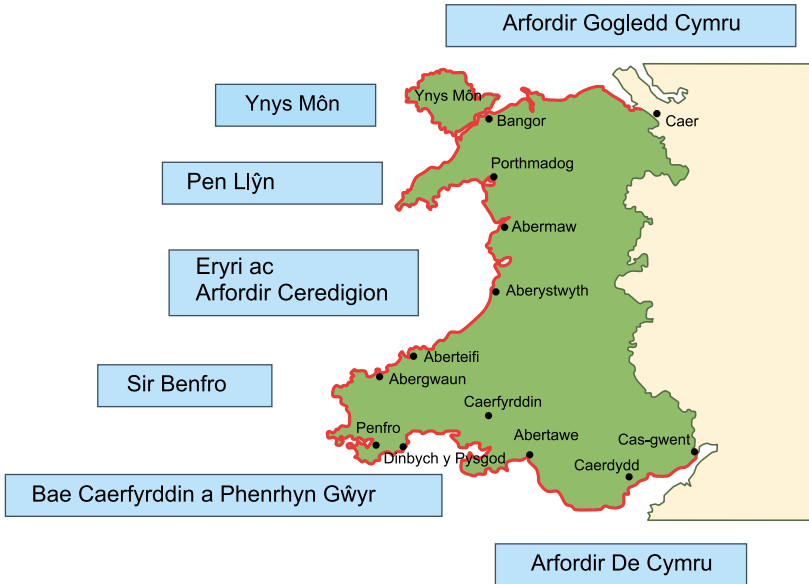 Arfordir Gogledd Cymru
Ynys Môn
Ynys Môn
Bangor
Caer
Pen Llŷn
Porthmadog
Abermaw
Eryri ac
Arfordir Ceredigion
Aberystwyth
Aberteifi
Sir Benfro
Abergwaun
Caerfyrddin
Penfro
Abertawe
Cas-gwent
Dinbych y Pysgod
Caerdydd
Bae Caerfyrddin a Phenrhyn Gŵyr
Arfordir De Cymru